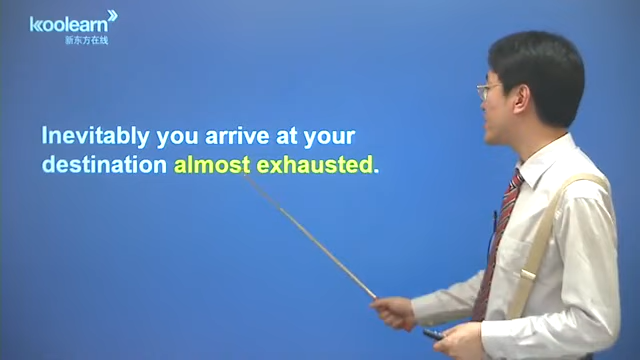 koolearn
新东方在线
Inevitably you arrive at your
destination almost exhausted.